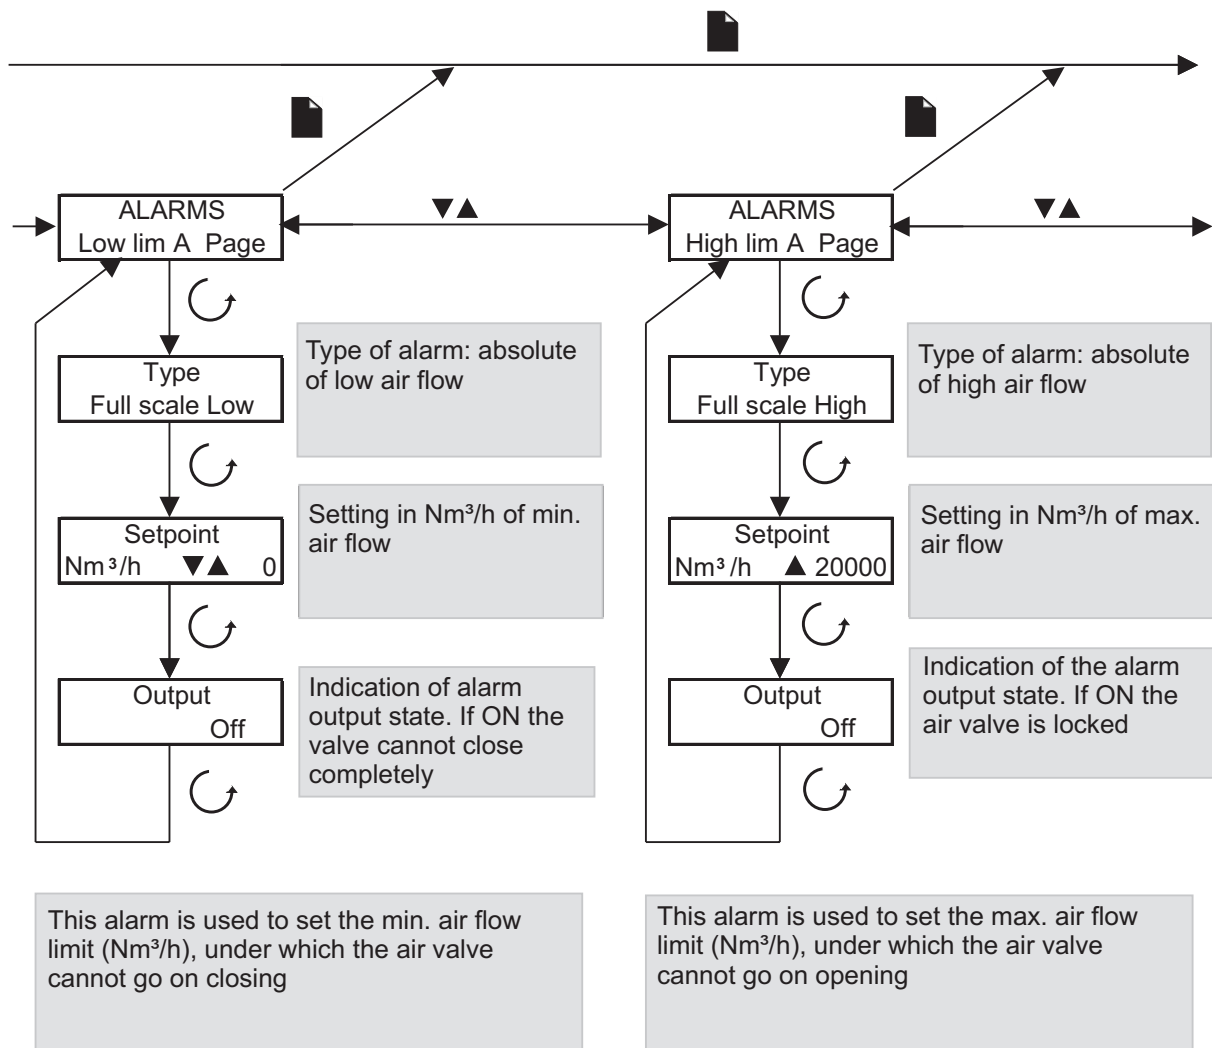 ALARMS
Low lim A Page
Type
Full scale Low
Type of alarm: absolute
of low air flow
Setpoint
Nm³/h ▼▲ 0
Setting in Nm³/h of min.
air flow
Output
Off
Indication of alarm
output state. If ON the
valve cannot close
completely
This alarm is used to set the min. air flow
limit (Nm³/h), under which the air valve
cannot go on closing
ALARMS
High lim A Page
Type
Full scale High
Type of alarm: absolute
of high air flow
Setpoint
Nm³/h ▲ 20000
Setting in Nm³/h of max.
air flow
Output
Off
Indication of the alarm
output state. If ON the
air valve is locked
This alarm is used to set the max. air flow
limit (Nm³/h), under which the air valve
cannot go on opening